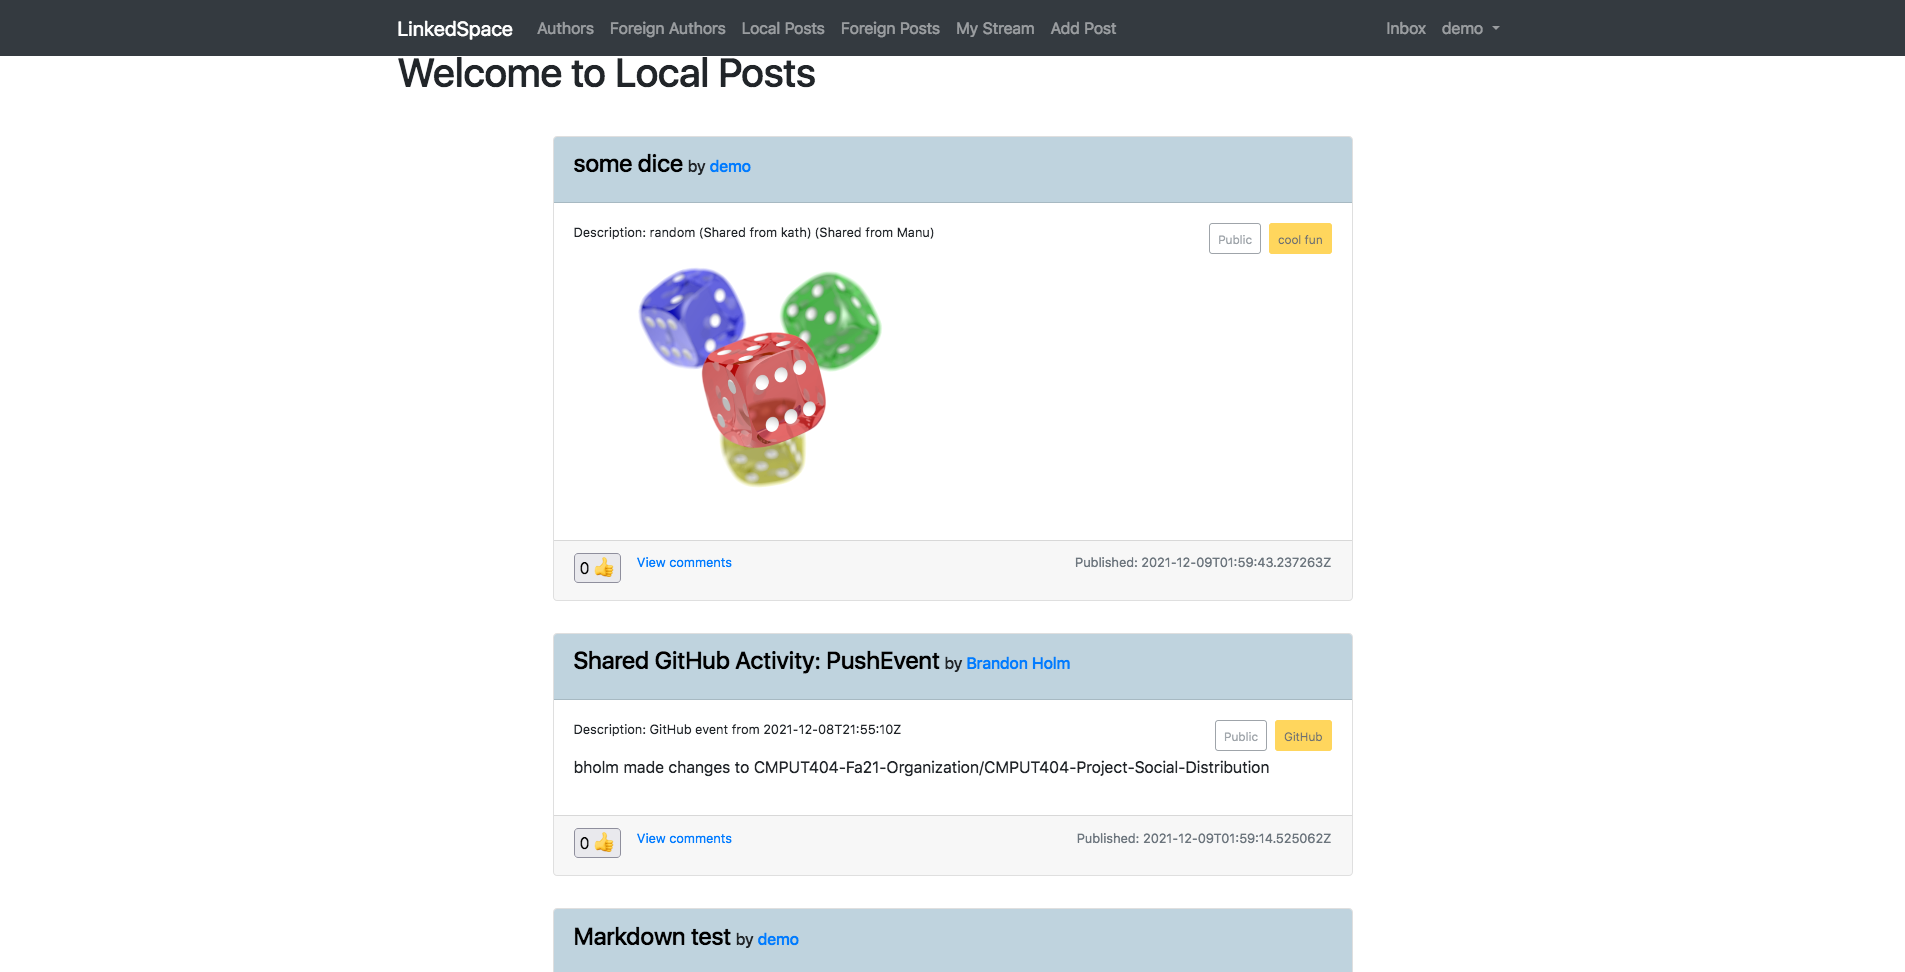 LinkedSpace Authors Foreign Authors Local Posts Foreign Posts My Stream Add Post Inbox demo
Welcome to Local Posts
some dice by demo
Description: random (Shared from kath) (Shared from Manu) Public cool fun
0 👍 View comments Published: 2021-12-09T01:59:43.237263Z
Shared GitHub Activity: PushEvent by Brandon Holm
Description: GitHub event from 2021-12-08T21:55:10Z Public GitHub
bholm made changes to CMPUT404-Fa21-Organization/CMPUT404-Project-Social-Distribution
0 👍 View comments Published: 2021-12-09T01:59:14.525062Z
Markdown test by demo